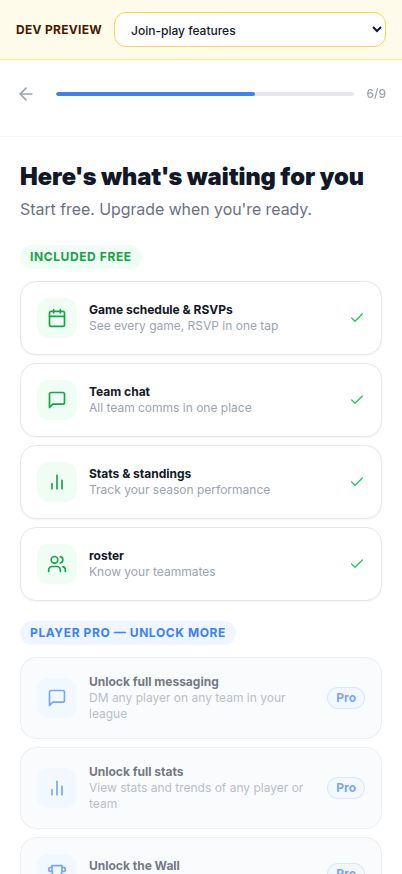 DEV PREVIEW
Join-play features
6/9
Here's what's waiting for you
Start free. Upgrade when you're ready.
INCLUDED FREE
Game schedule & RSVPs
See every game, RSVP in one tap
Team chat
All team comms in one place
Stats & standings
Track your season performance
roster
Know your teammates
PLAYER PRO — UNLOCK MORE
Unlock full messaging
DM any player on any team in your
league
Pro
Unlock full stats
View stats and trends of any player or
team
Pro
Unlock the Wall
Pro